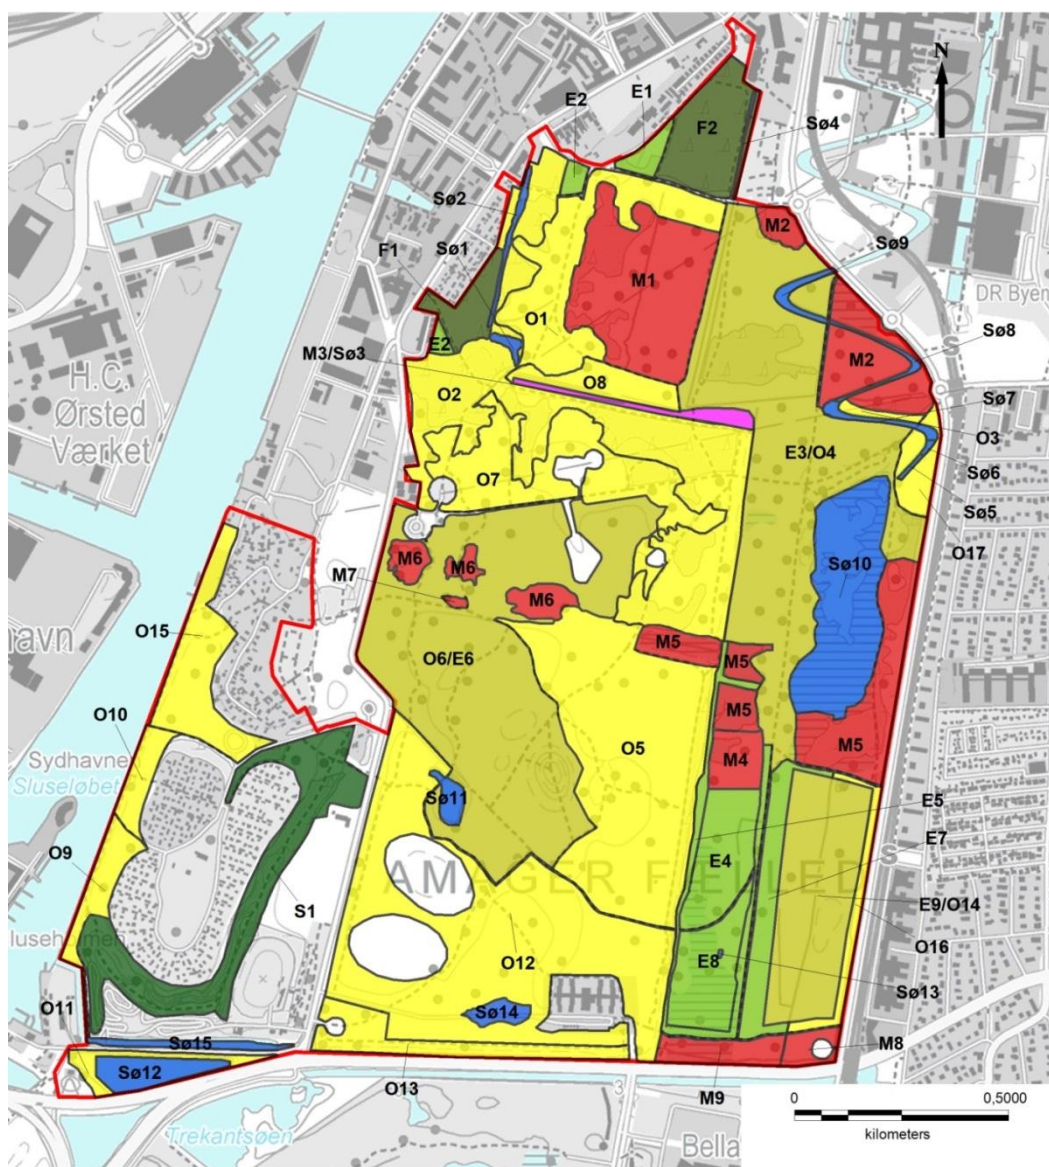 N
E1
E2
F2
Sø4
Sø2
M2
F1
Sø1
Sø9
M1
DR Byen
E2
O1
M2
Sø8
S
M3/Sø3
O8
H.C.
Ørsted
Værket
O2
Sø7
O3
E3/O4
O7
Sø6
Sø5
M6
M6
Sø10
O17
M7
M6
O15
M5
O6/E6
M5
O10
M5
O5
M5
Sydhavne
Sluseløbet
M4
Sø11
E5
E4
E7
S
O9
AMAGER FÆLLED
E9/O14
S1
O16
Sluseholmen
O12
E8
Sø13
O11
Sø14
Sø15
M8
Sø12
O13
3
M9
0 0,5000
kilometers
Trekantsøen
Bella